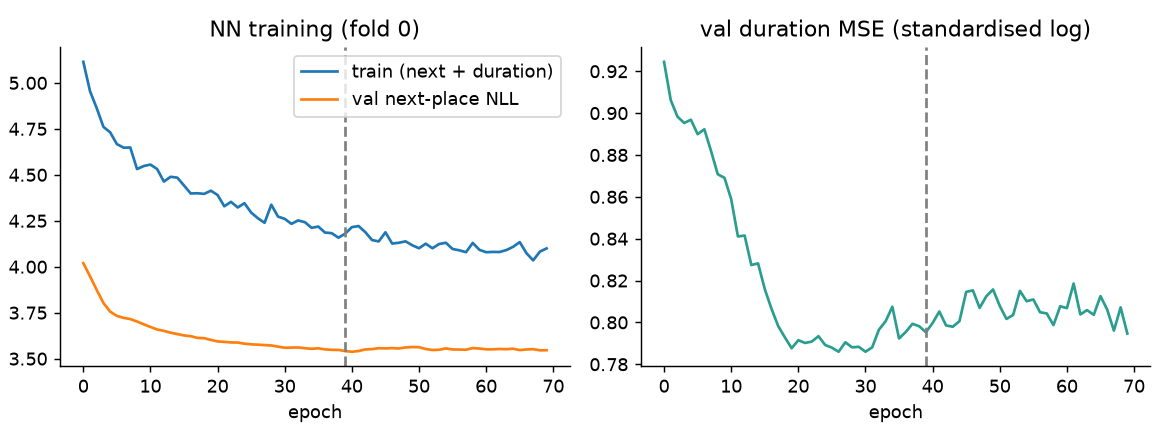 NN training (fold 0)
5.00
4.75
4.50
4.25
4.00
3.75
3.50
train (next + duration)
val next-place NLL
0 10 20 30 40 50 60 70
epoch
val duration MSE (standardised log)
0.92
0.90
0.88
0.86
0.84
0.82
0.80
0.78
0 10 20 30 40 50 60 70
epoch